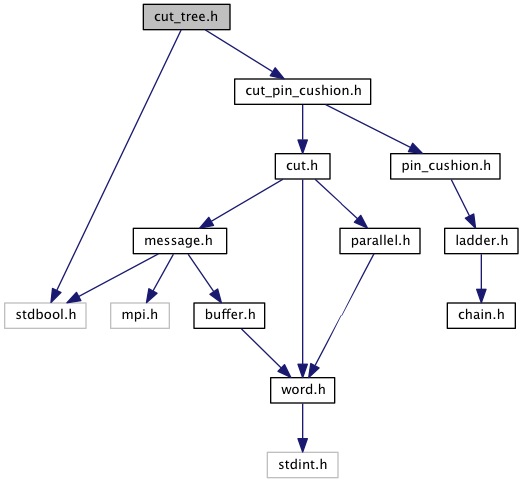 cut_tree.h
cut_pin_cushion.h
cut.h
pin_cushion.h
message.h
parallel.h
ladder.h
stdbool.h
mpi.h
buffer.h
chain.h
word.h
stdint.h